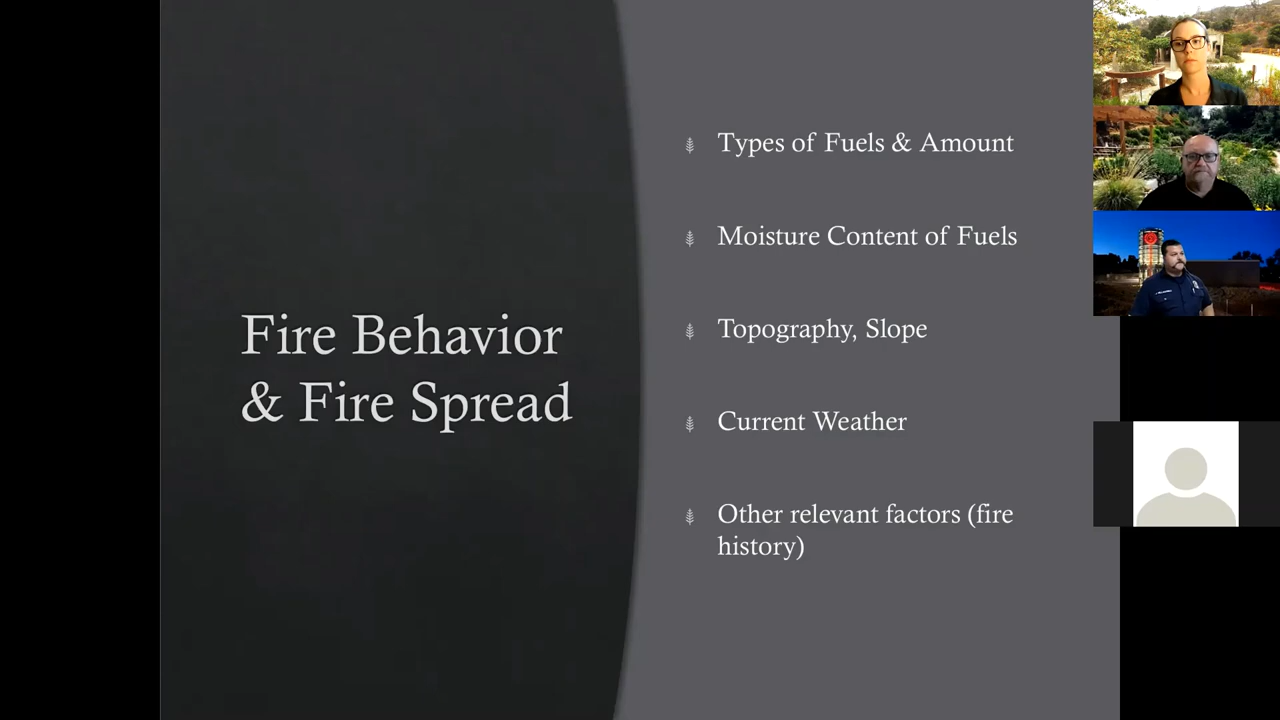 Fire Behavior
& Fire Spread
Types of Fuels & Amount
Moisture Content of Fuels
Topography, Slope
Current Weather
Other relevant factors (fire
history)